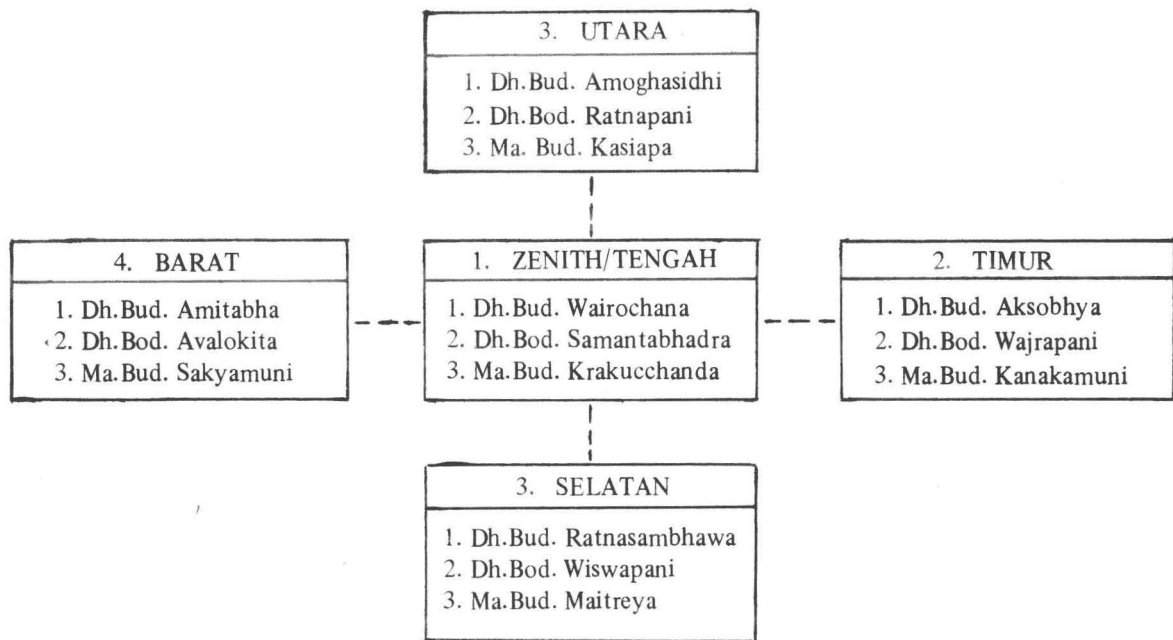 3. UTARA
1. Dh.Bud. Amoghasidhi
2. Dh.Bod. Ratnapani
3. Ma. Bud. Kasiapa
4. BARAT
1. Dh.Bud. Amitabha
2. Dh.Bod. Avalokita
3. Ma.Bud. Sakyamuni
1. ZENITH/TENGAH
1. Dh.Bud. Wairochana
2. Dh.Bod. Samantabhadra
3. Ma.Bud. Krakucchanda
2. TIMUR
1. Dh.Bud. Aksobhya
2. Dh.Bod. Wajrapani
3. Ma.Bud. Kanakamuni
3. SELATAN
1. Dh.Bud. Ratnasambhawa
2. Dh.Bod. Wiswapani
3. Ma.Bud. Maitreya